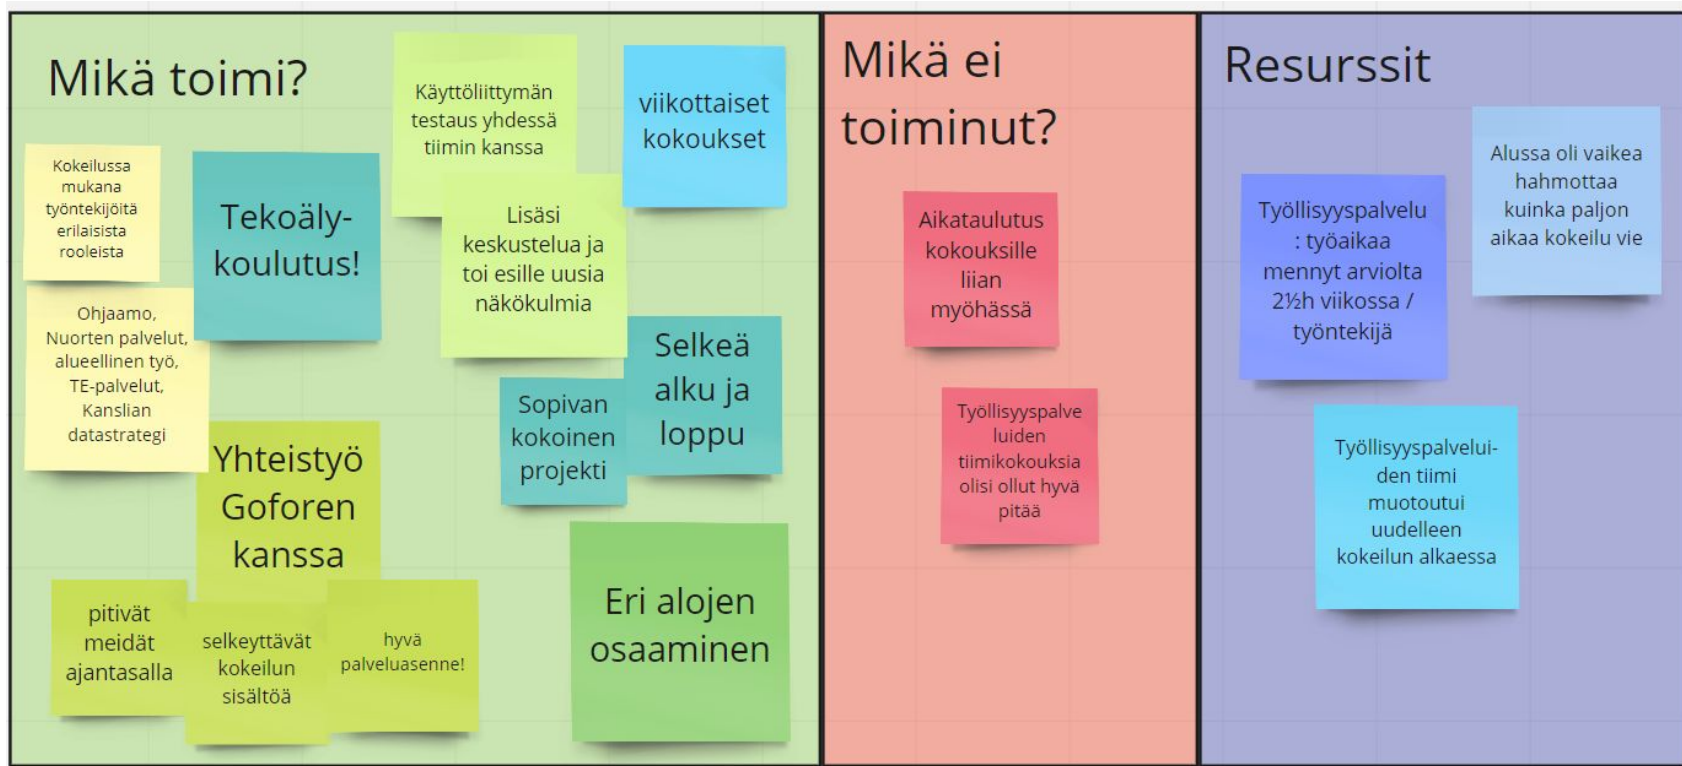 Mikä toimi?
Kokeilussa
mukana
työntekijöitä
erilaisista
rooleista
Ohjaamo,
Nuorten palvelut,
alueellinen työ,
TE-palvelut,
Kanslian
datastrategi
Tekoäly-
koulutus!
Käyttöliittymän
testaus yhdessä
tiimin kanssa
Lisäsi
keskustelua ja
toi esille uusia
näkökulmia
viikottaiset
kokoukset
Selkeä
alku ja
loppu
Sopivan
kokoinen
projekti
Yhteistyö
Goforen
kanssa
pitivät
meidät
ajantasalla
selkeyttävät
kokeilun
sisältöä
hyvä
palveluasenne!
Eri alojen
osaaminen
Mikä ei
toiminut?
Aikataulutus
kokouksille
liian
myöhässä
Työllisyyspalve
luiden
tiimikokouksia
olisi ollut hyvä
pitää
Resurssit
Työllisyyspalvelu
: työaikaa
mennyt arviolta
2½h viikossa /
työntekijä
Alussa oli vaikea
hahmottaa
kuinka paljon
aikaa kokeilu vie
Työllisyyspalvelui-
den tiimi
muotoutui
uudelleen
kokeilun alkaessa